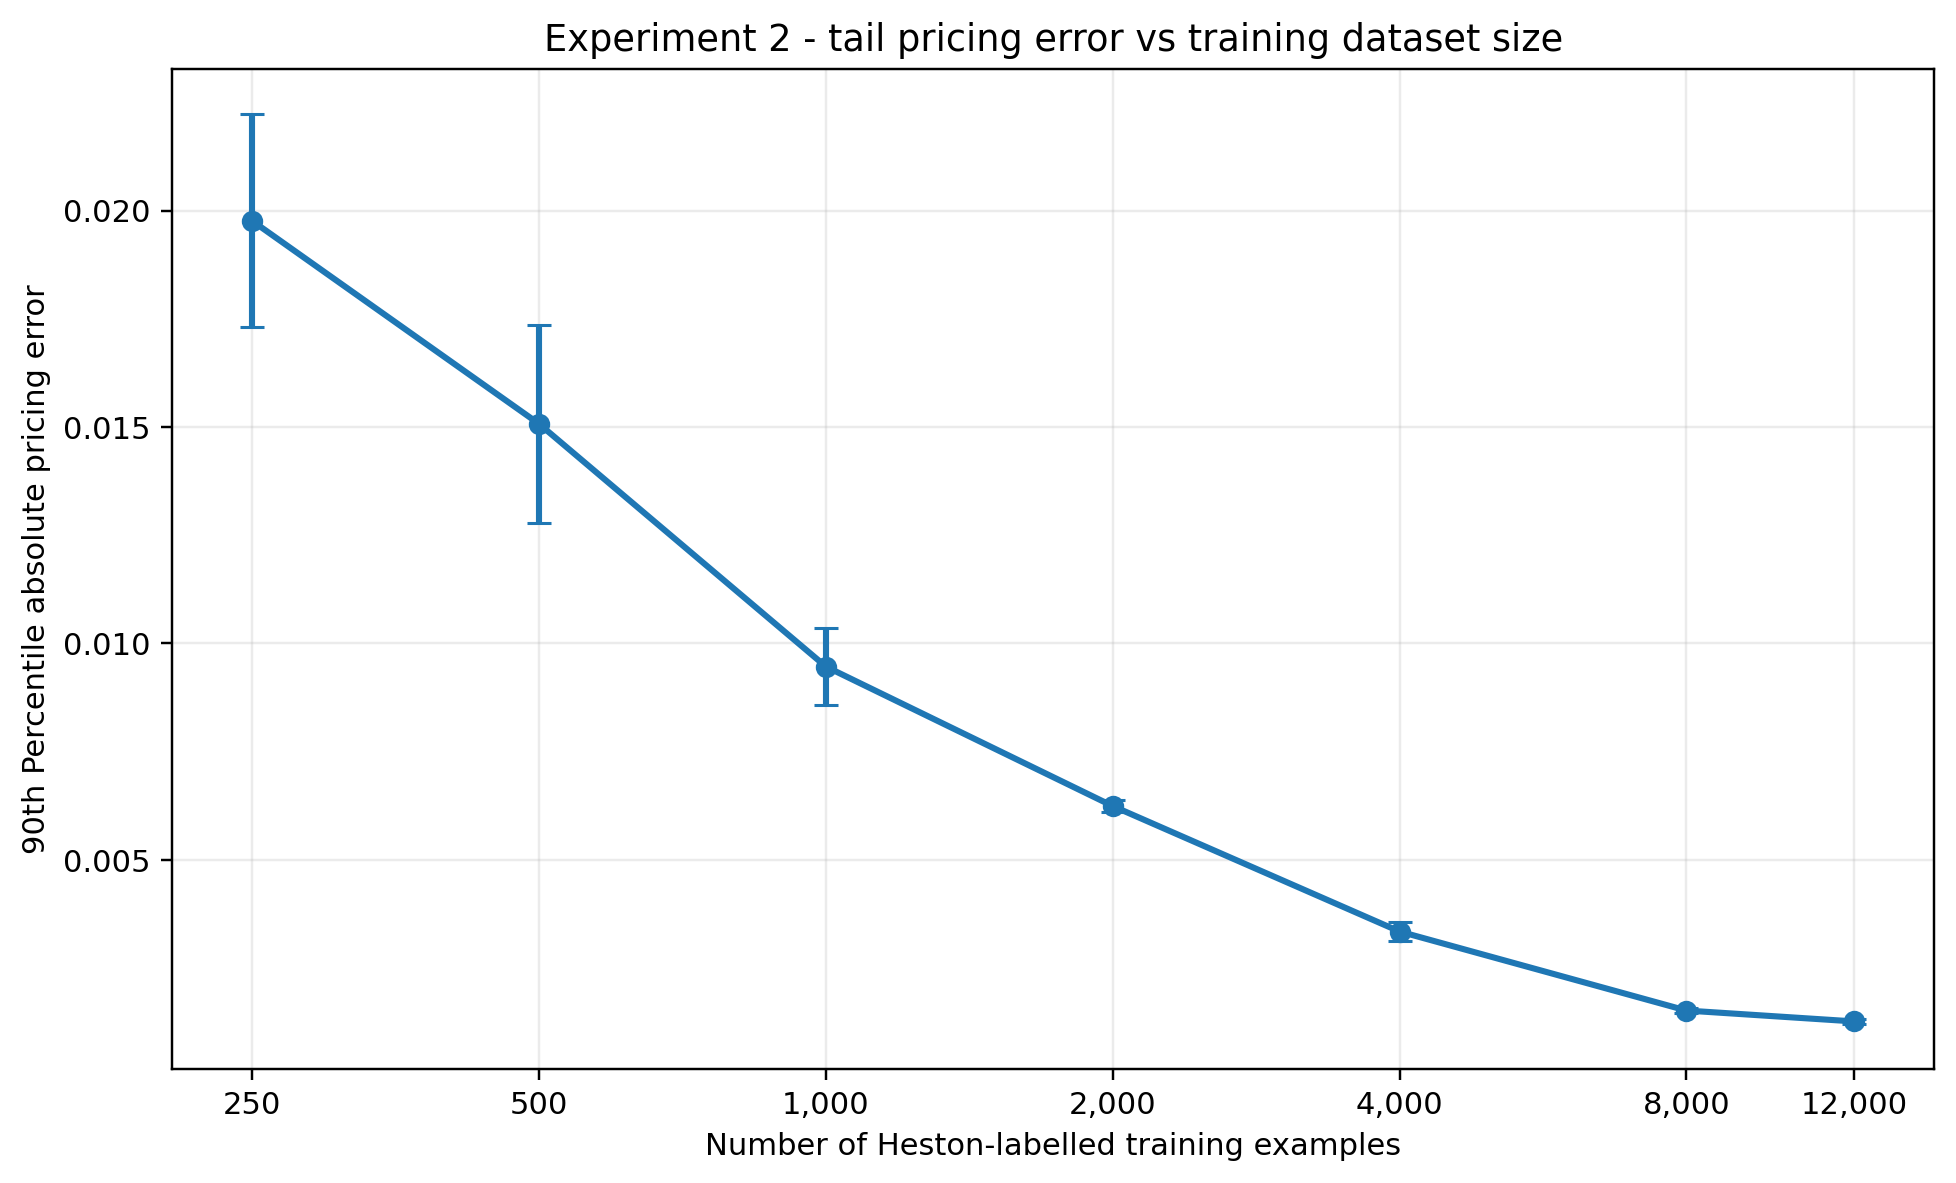 Experiment 2 - tail pricing error vs training dataset size
90th Percentile absolute pricing error
0.020
0.015
0.010
0.005
250 500 1,000 2,000 4,000 8,000 12,000
Number of Heston-labelled training examples